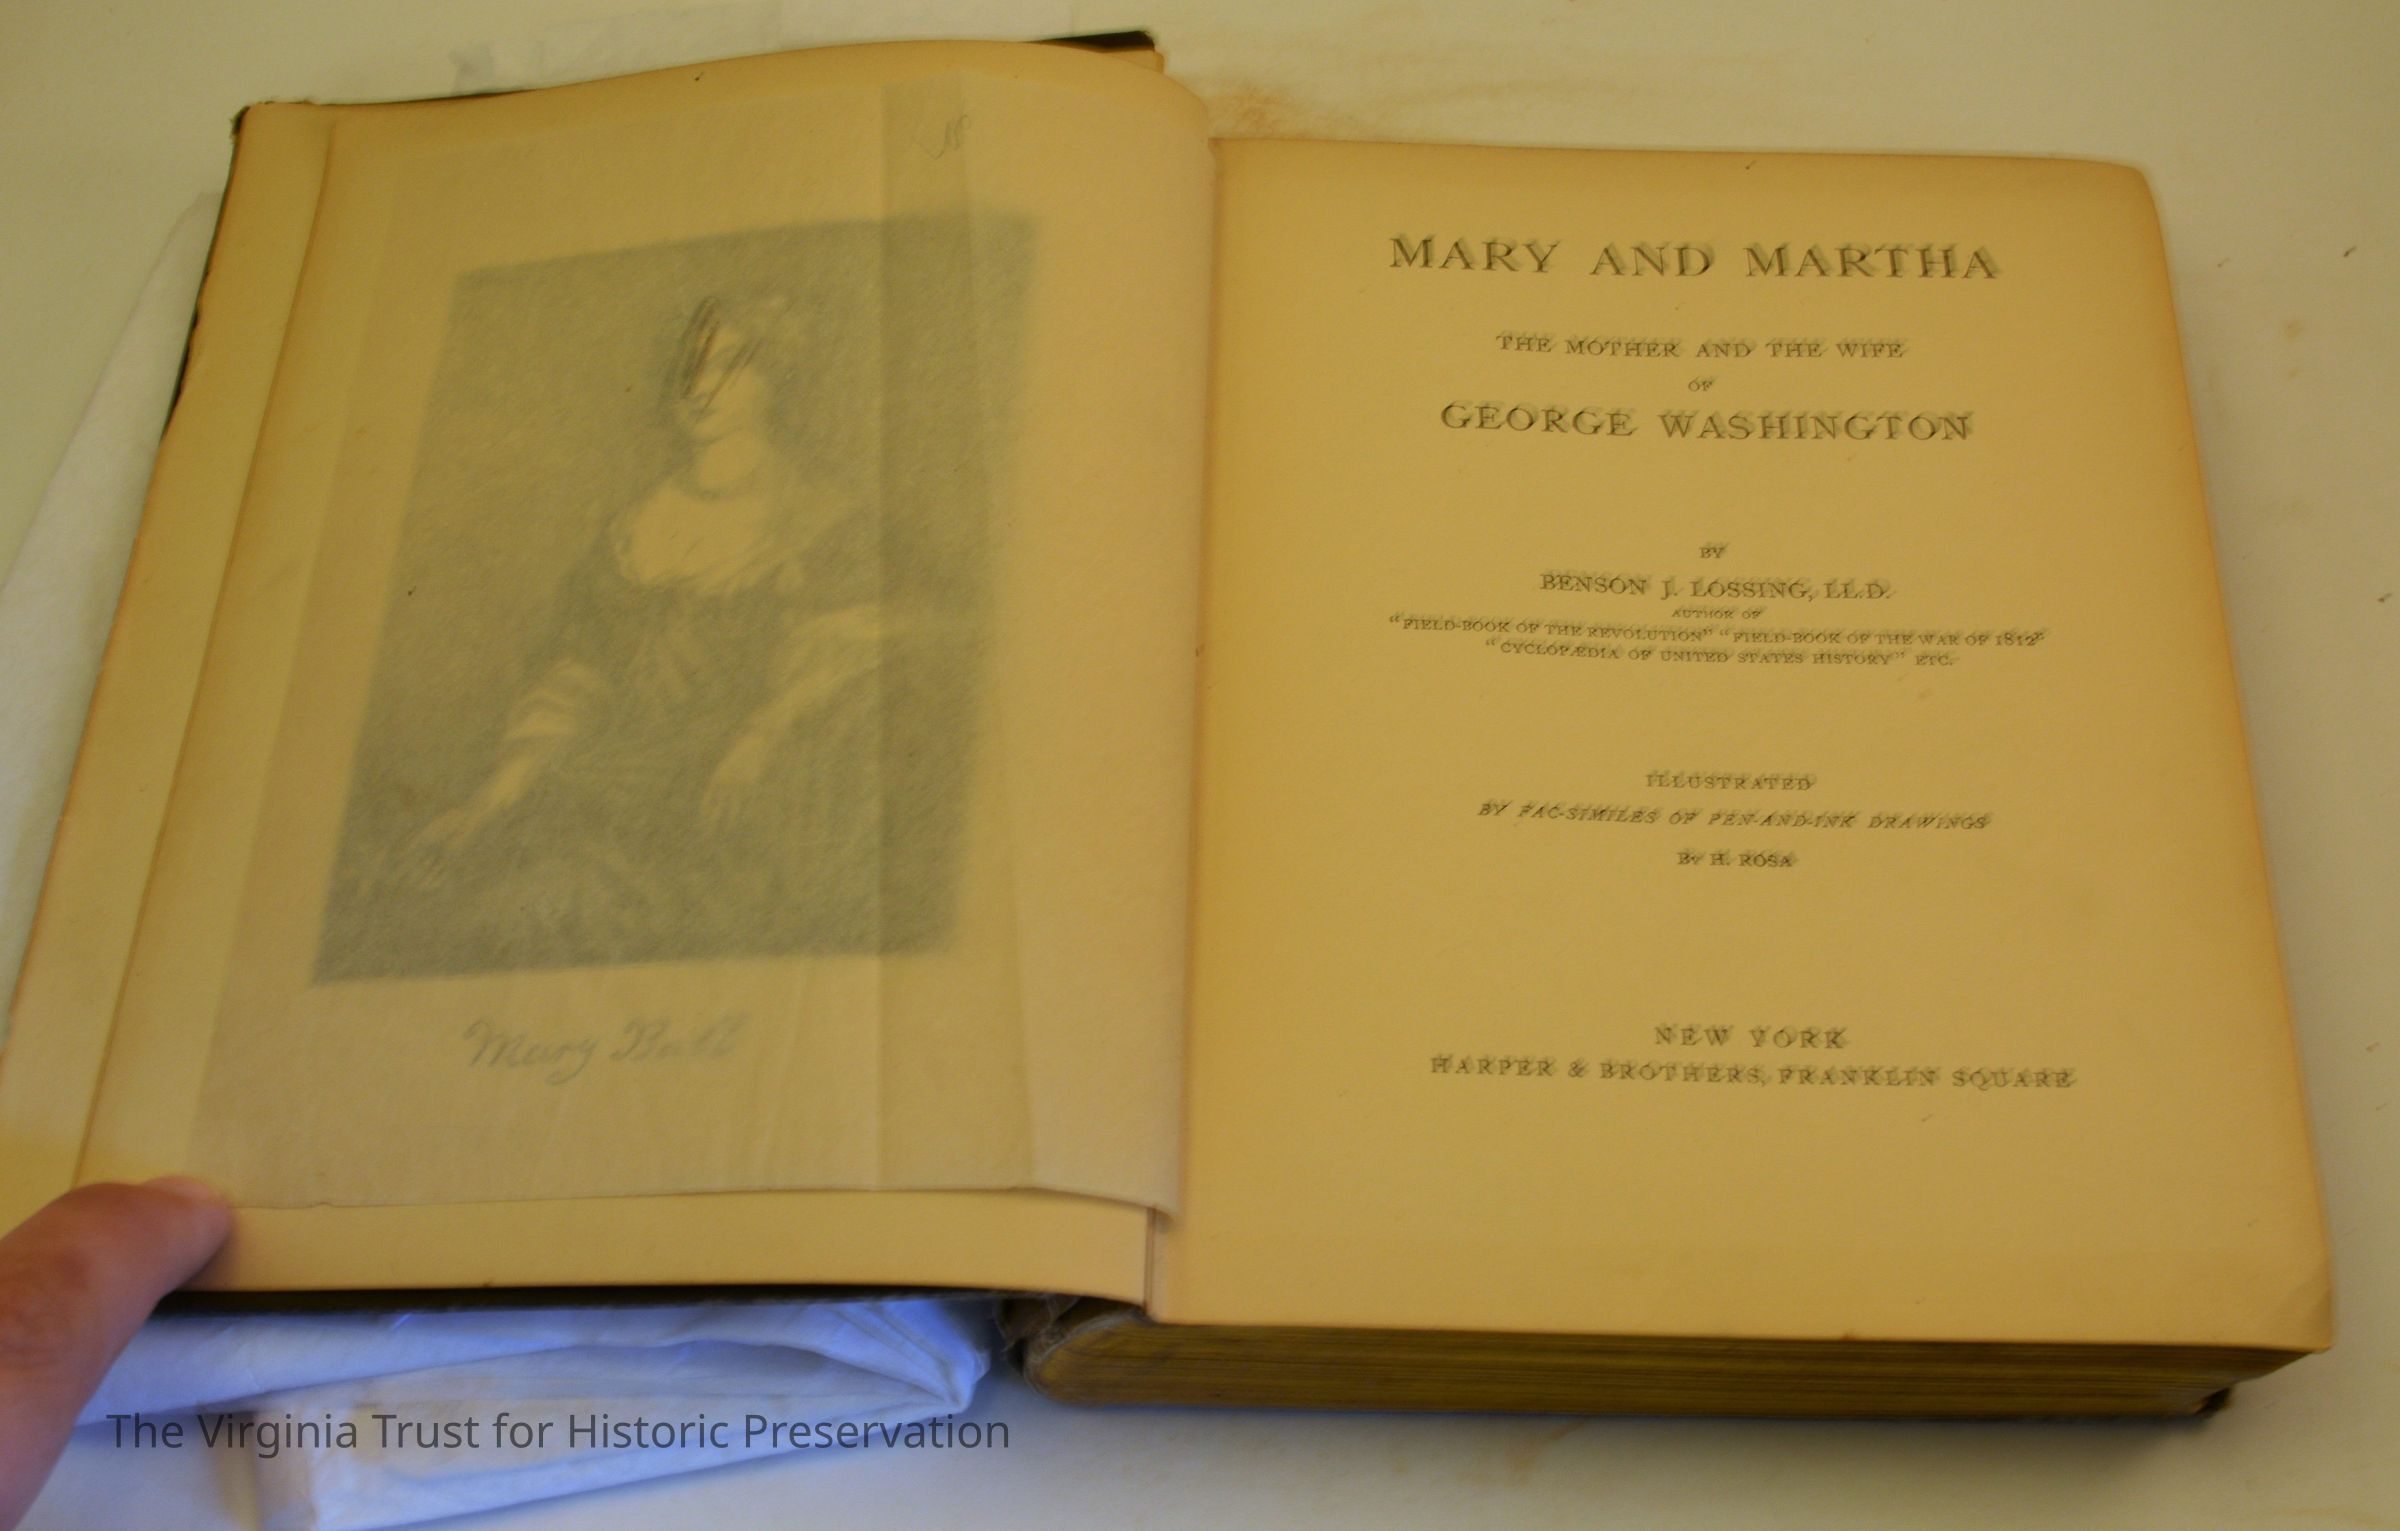 Mary Ball
MARY AND MARTHA
THE MOTHER AND THE WIFE
OF
GEORGE WASHINGTON
BY
BENSON J. LOSSING, LL.D.
AUTHOR OF
“FIELD-BOOK OF THE REVOLUTION” “FIELD-BOOK OF THE WAR OF 1812”
“CYCLOPÆDIA OF UNITED STATES HISTORY” ETC.
ILLUSTRATED
BY FAC-SIMILES OF PEN-AND-INK DRAWINGS
By H. ROSA
NEW YORK
HARPER & BROTHERS, FRANKLIN SQUARE
The Virginia Trust for Historic Preservation